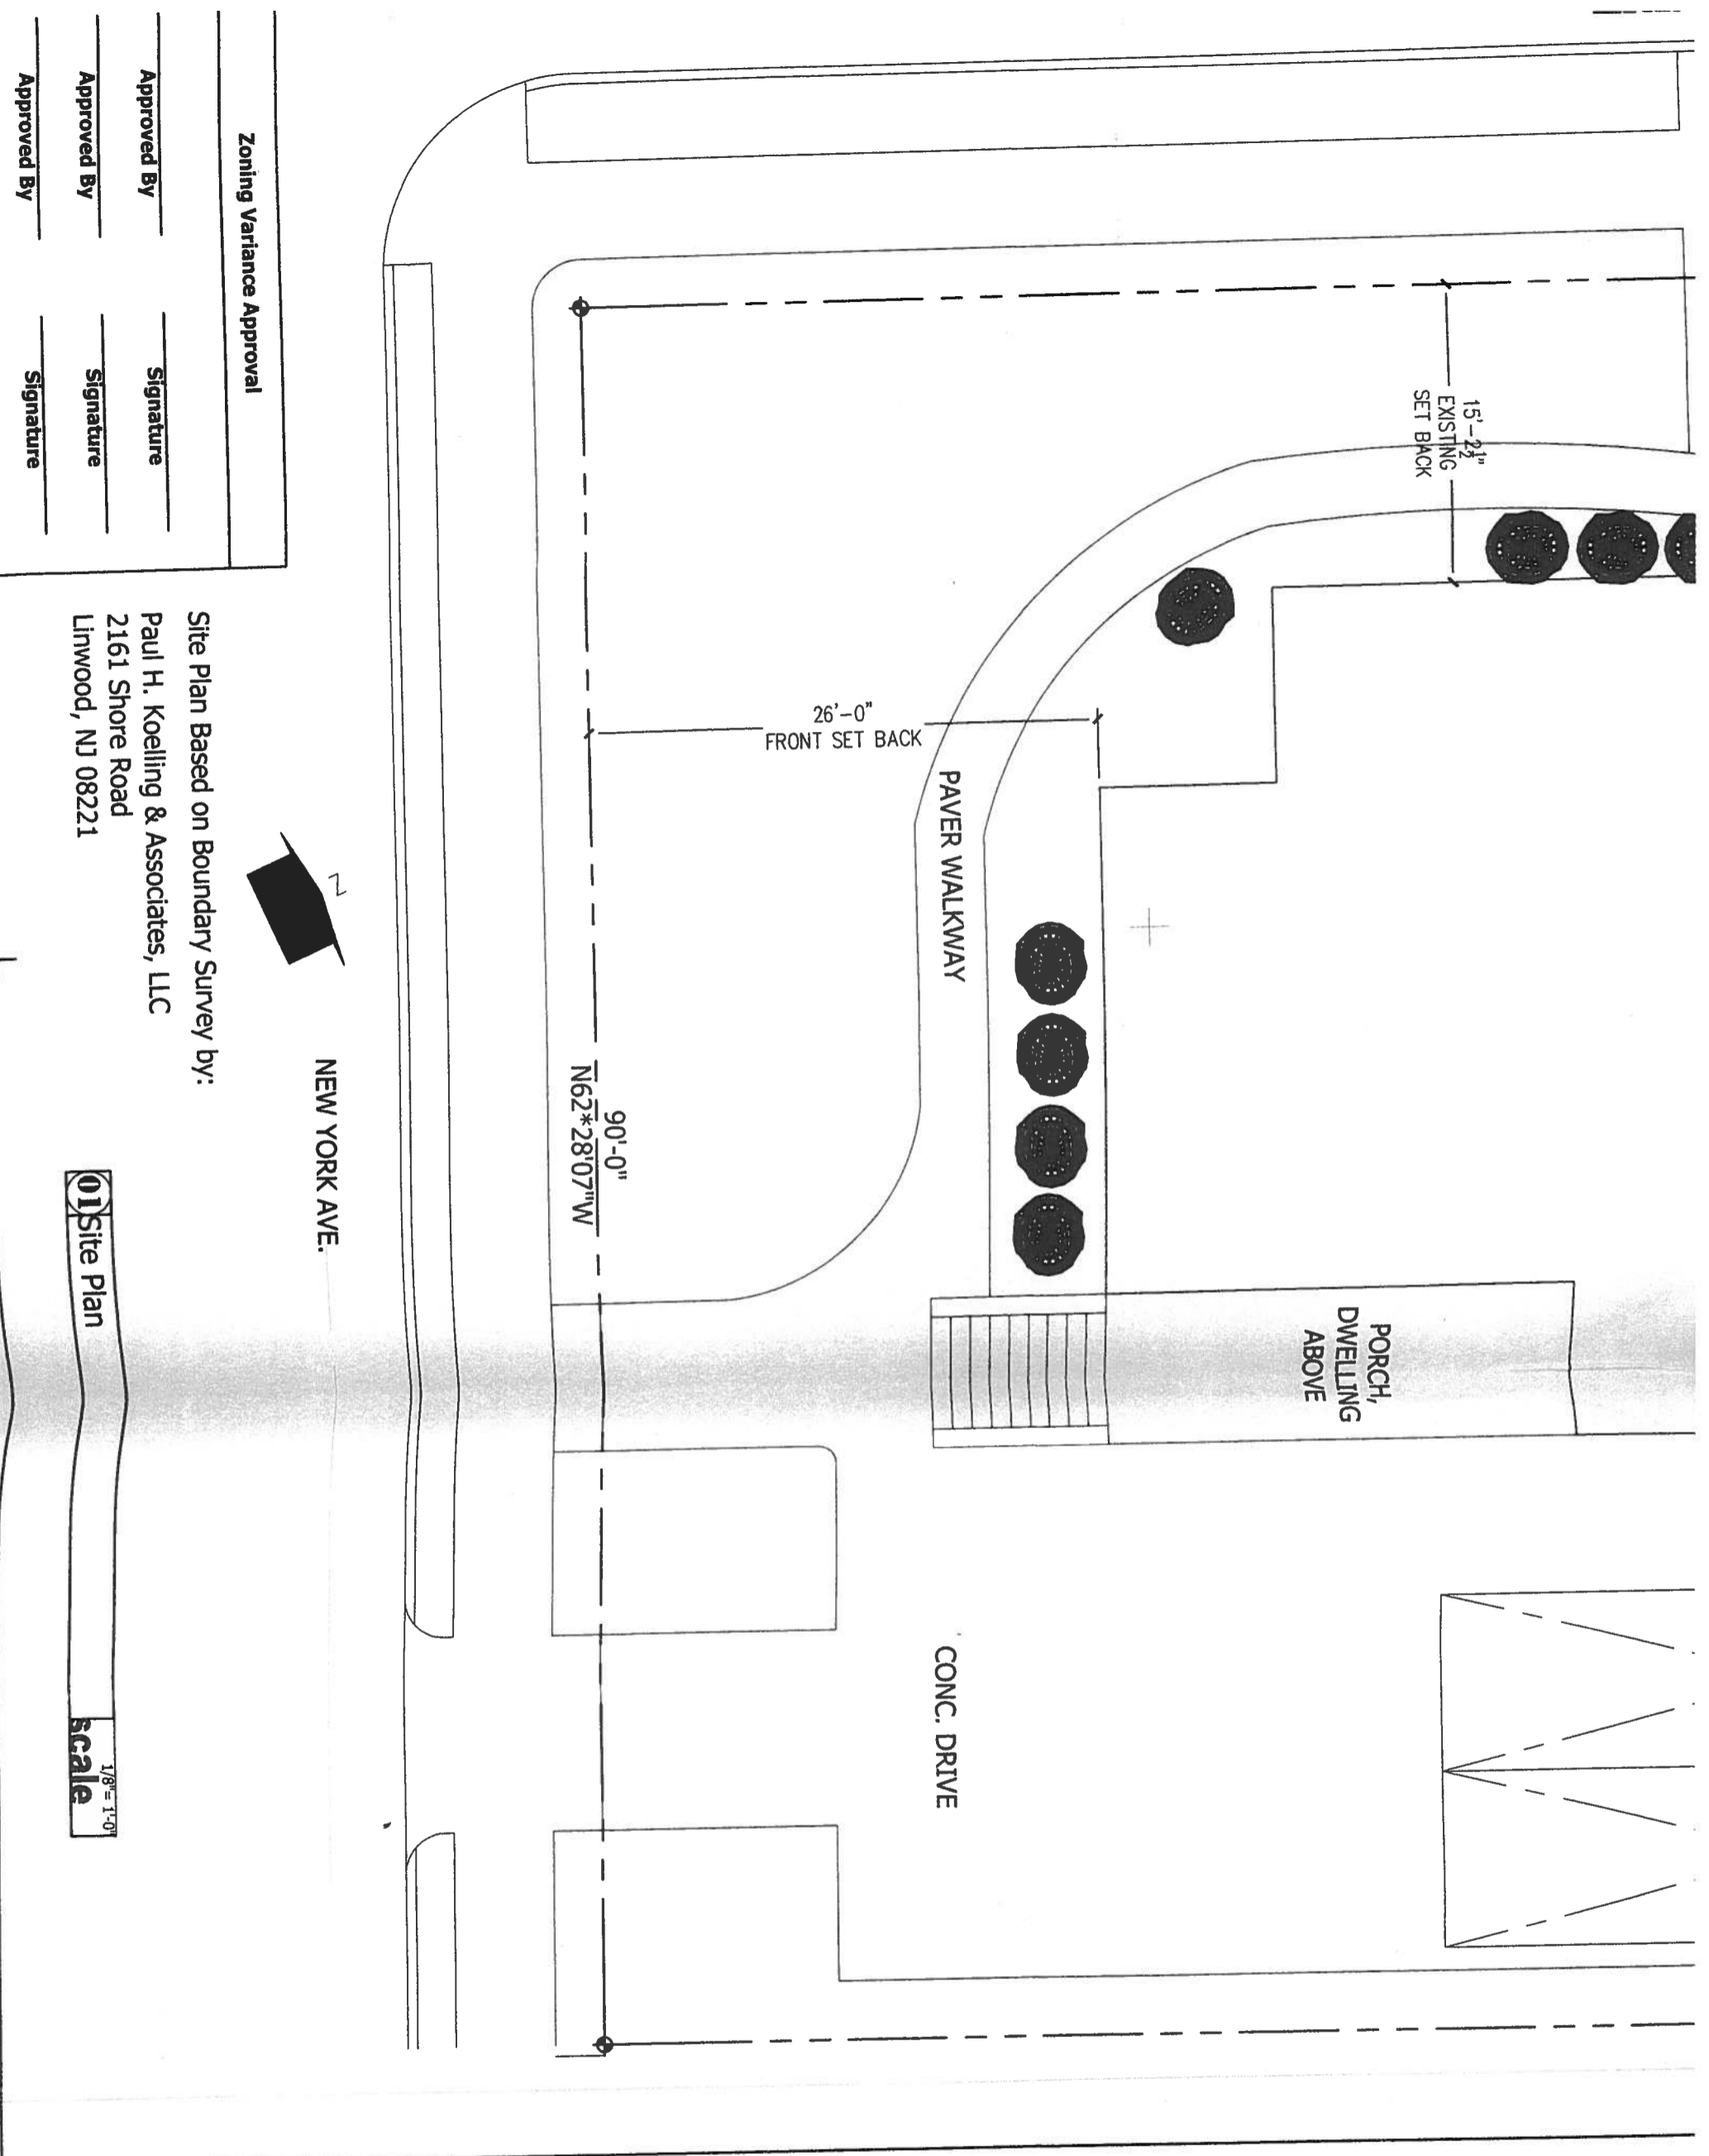 15'-2½"
EXISTING
SET BACK
26'-0"
FRONT SET BACK
PAVER WALKWAY
PORCH,
DWELLING
ABOVE
CONC. DRIVE
90'-0"
N62*28'07"W
NEW YORK AVE.
N
Zoning Variance Approval
Approved By Signature
Approved By Signature
Approved By Signature
Site Plan Based on Boundary Survey by:
Paul H. Koelling & Associates, LLC
2161 Shore Road
Linwood, NJ 08221
01 Site Plan
1/8"= 1'-0"
scale